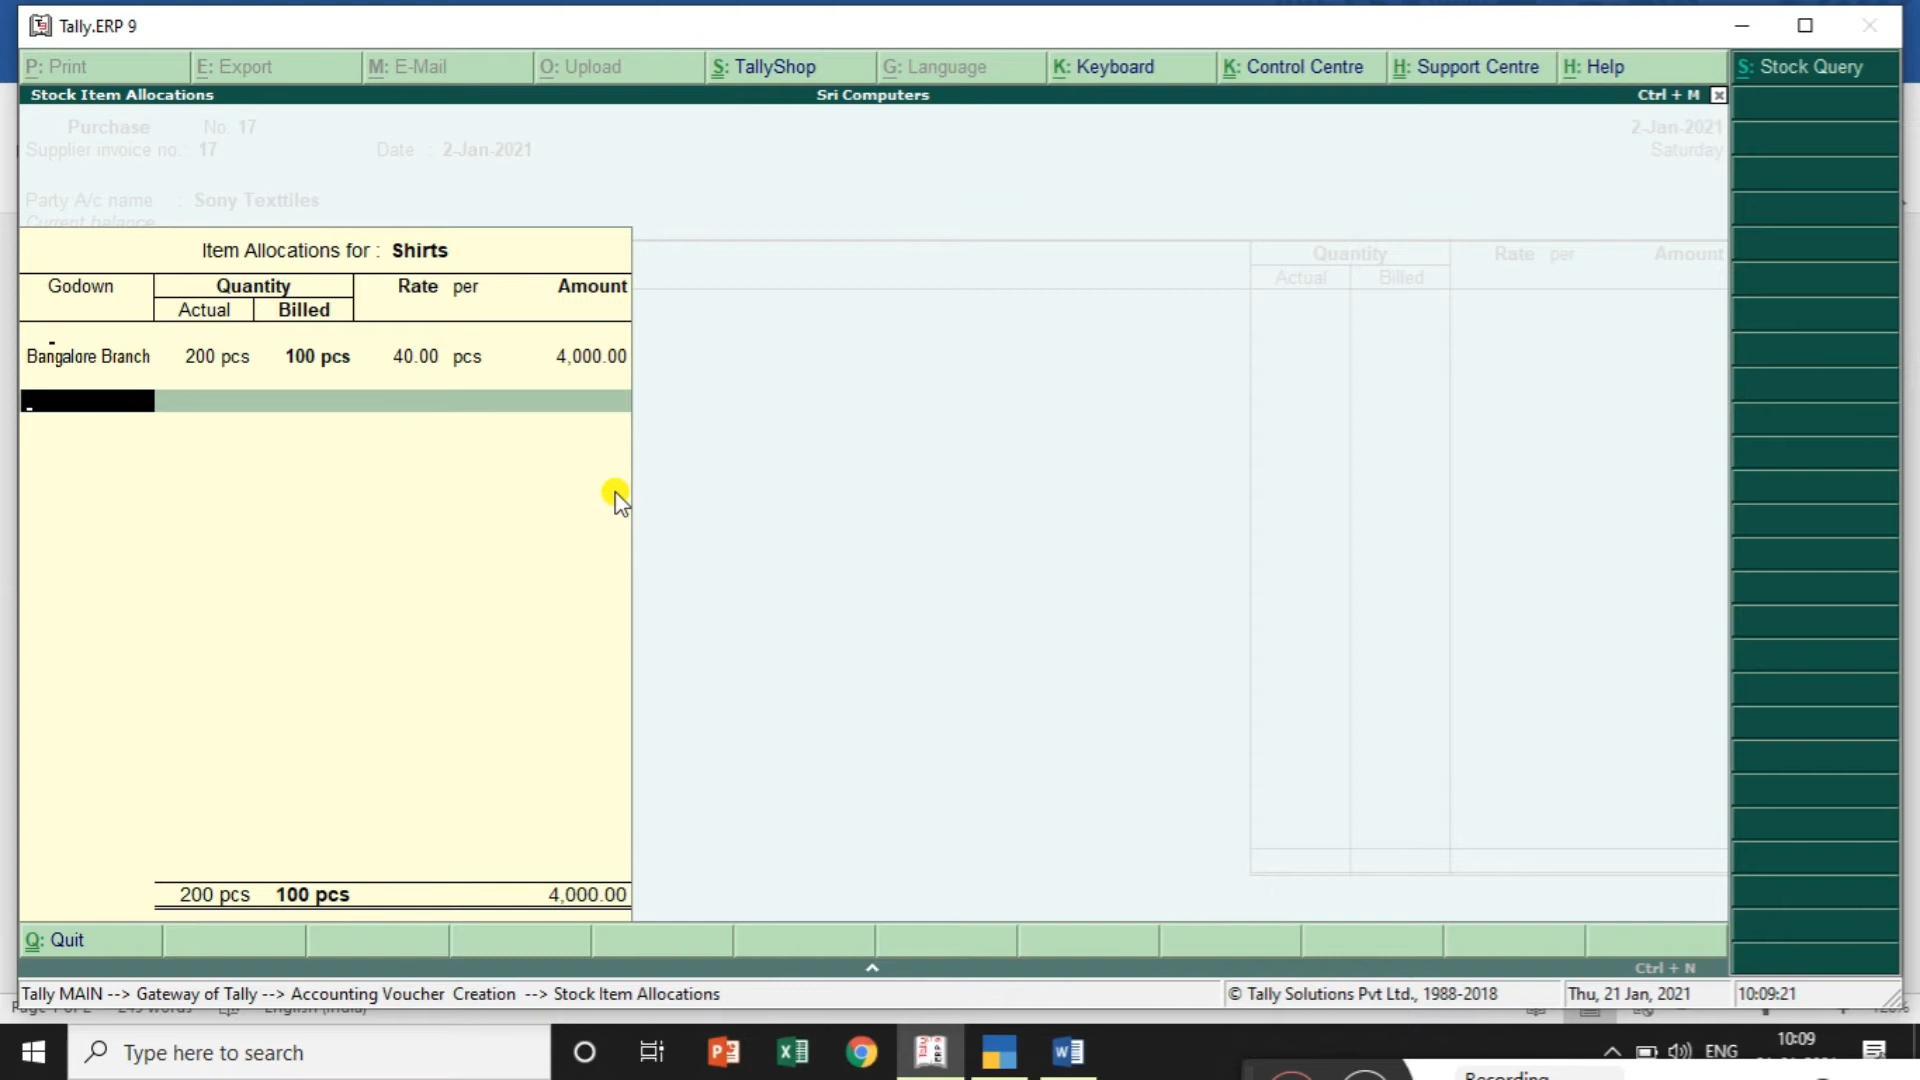 Tally.ERP 9
P: Print E: Export M: E-Mail O: Upload S: TallyShop G: Language K: Keyboard K: Control Centre H: Support Centre H: Help S: Stock Query
Stock Item Allocations Sri Computers Ctrl + M
Purchase No. 17 2-Jan-2021
Supplier invoice no.: 17 Date : 2-Jan-2021 Saturday
Party A/c name : Sony Texttiles
Current balance
Item Allocations for : Shirts
Godown Quantity Rate per Amount
Actual Billed
Quantity Rate per Amount
Actual Billed
Bangalore Branch 200 pcs 100 pcs 40.00 pcs 4,000.00
200 pcs 100 pcs 4,000.00
Q: Quit
Ctrl + N
Tally MAIN --> Gateway of Tally --> Accounting Voucher Creation --> Stock Item Allocations © Tally Solutions Pvt Ltd., 1988-2018 Thu, 21 Jan, 2021 10:09:21
Type here to search
ENG
10:09
Recording